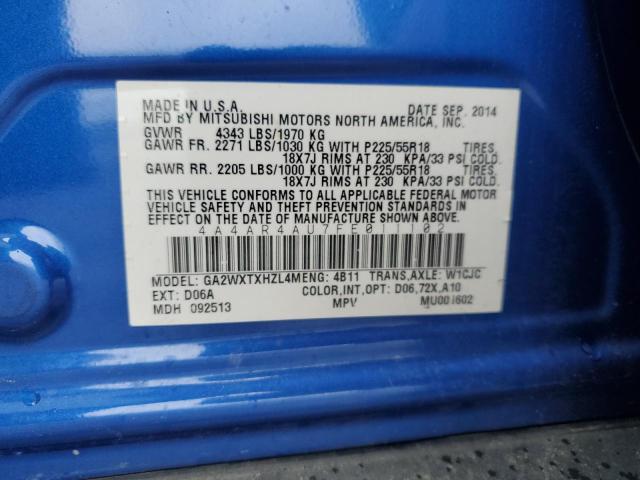 MADE IN U.S.A. DATE SEP. 2014
MFD BY MITSUBISHI MOTORS NORTH AMERICA, INC.
GVWR 4343 LBS/1970 KG
GAWR FR. 2271 LBS/1030 KG WITH P225/55R18 TIRES,
18X7J RIMS AT 230 KPA/33 PSI COLD.
GAWR RR. 2205 LBS/1000 KG WITH P225/55R18 TIRES,
18X7J RIMS AT 230 KPA/33 PSI COLD.
THIS VEHICLE CONFORMS TO ALL APPLICABLE FEDERAL MOTOR
VEHICLE SAFETY AND THEFT PREVENTION STANDARDS IN
EFFECT ON THE DATE OF MANUFACTURE SHOWN ABOVE.
4A4AR4AU7FE011102
MODEL: GA2WXTXHZL4MENG: 4B11 TRANS,AXLE: W1CJC
EXT: D06A COLOR,INT,OPT: D06,72X,A10
MDH 092513 MPV MU001602